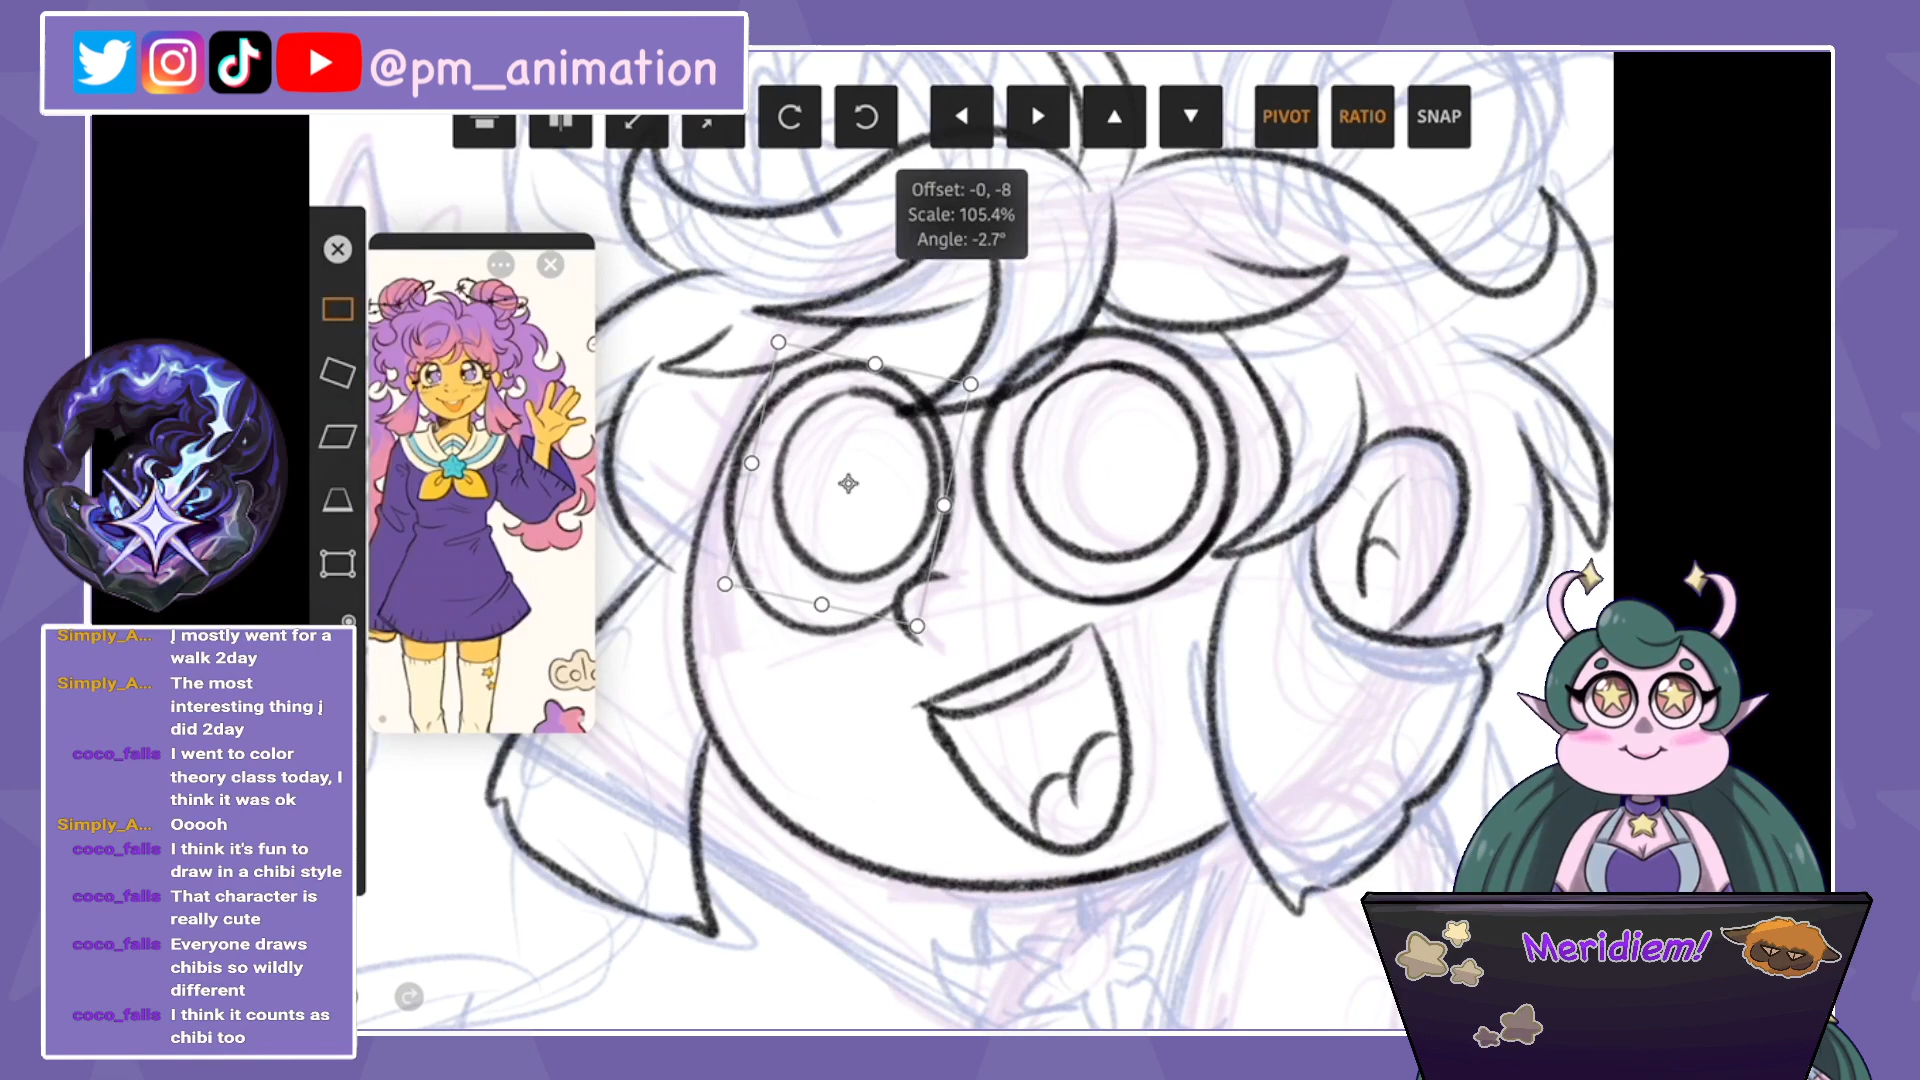 @pm_animation
PIVOT
RATIO
SNAP
Offset: -0, -8
Scale: 105.4%
Angle: -2.7°
Simply_A... į mostly went for a
walk 2day
Simply_A... The most
interesting thing į
did 2day
coco_falls I went to color
theory class today, I
think it was ok
Simply_A... Ooooh
coco_falls I think it's fun to
draw in a chibi style
coco_falls That character is
really cute
coco_falls Everyone draws
chibis so wildly
different
coco_falls I think it counts as
chibi too
Colo
Meridiem!